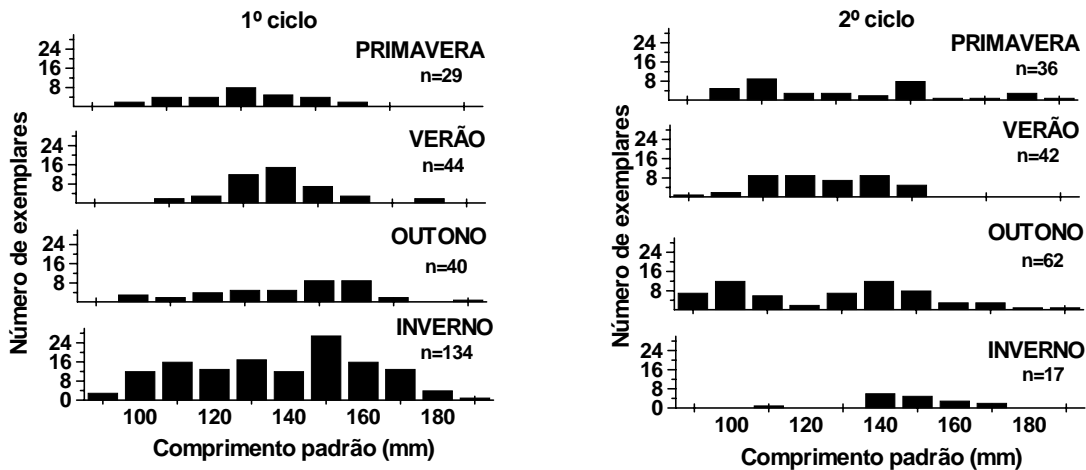 1º ciclo
PRIMAVERA
n=29
24
16
8
VERÃO
n=44
24
16
8
OUTONO
n=40
24
16
8
INVERNO
n=134
24
16
8
0
100 120 140 160 180
Comprimento padrão (mm)
Número de exemplares
2º ciclo
PRIMAVERA
n=36
24
16
8
VERÃO
n=42
24
16
8
OUTONO
n=62
24
16
8
INVERNO
n=17
24
16
8
0
100 120 140 160 180
Comprimento padrão (mm)
Número de exemplares